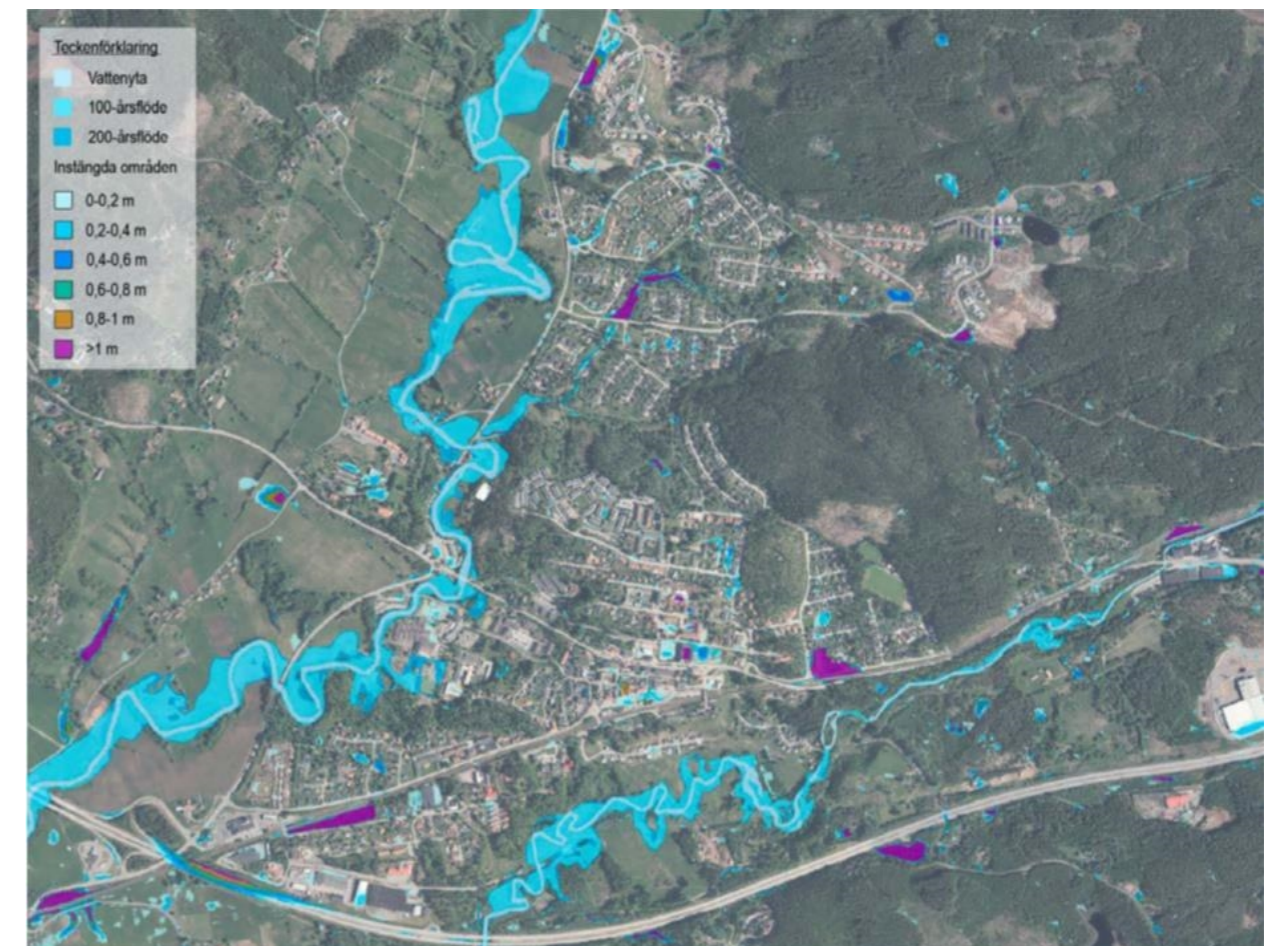 Teckenförklaring
Vattenyta
100-årsflöde
200-årsflöde
Instängda områden
0-0,2 m
0,2-0,4 m
0,4-0,6 m
0,6-0,8 m
0,8-1 m
>1 m